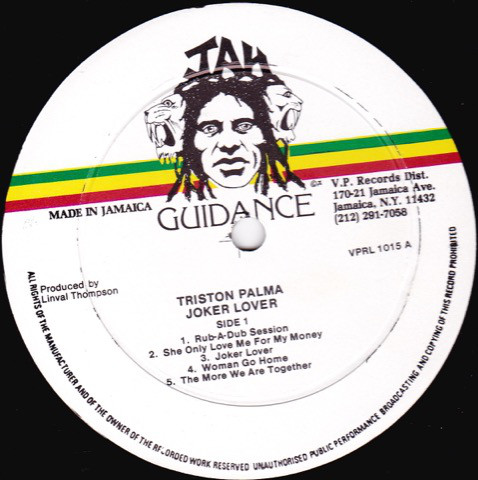 JAH
GUIDANCE
MADE IN JAMAICA
V.P. Records Dist.
170-21 Jamaica Ave.
Jamaica, N.Y. 11432
(212) 291-7058
VPRL 1015 A
Produced by
Linval Thompson
TRISTON PALMA
JOKER LOVER
SIDE 1
1. Rub-A-Dub Session
2. She Only Love Me For My Money
3. Joker Lover
4. Woman Go Home
5. The More We Are Together
ALL RIGHTS OF THE MANUFACTURER AND OF THE OWNER OF THE RECORDED WORK RESERVED UNAUTHORISED PUBLIC PERFORMANCE BROADCASTING AND COPYING OF THIS RECORD PROHIBITED